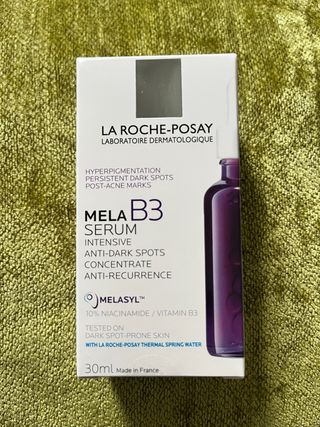 LA ROCHE-POSAY
LABORATOIRE DERMATOLOGIQUE
HYPERPIGMENTATION
PERSISTENT DARK SPOTS
POST-ACNE MARKS
MELA B3
SERUM
INTENSIVE
ANTI-DARK SPOTS
CONCENTRATE
ANTI-RECURRENCE
MELASYL™
10% NIACINAMIDE / VITAMIN B3
TESTED ON
DARK SPOT-PRONE SKIN
WITH LA ROCHE-POSAY THERMAL SPRING WATER
30ml Made in France